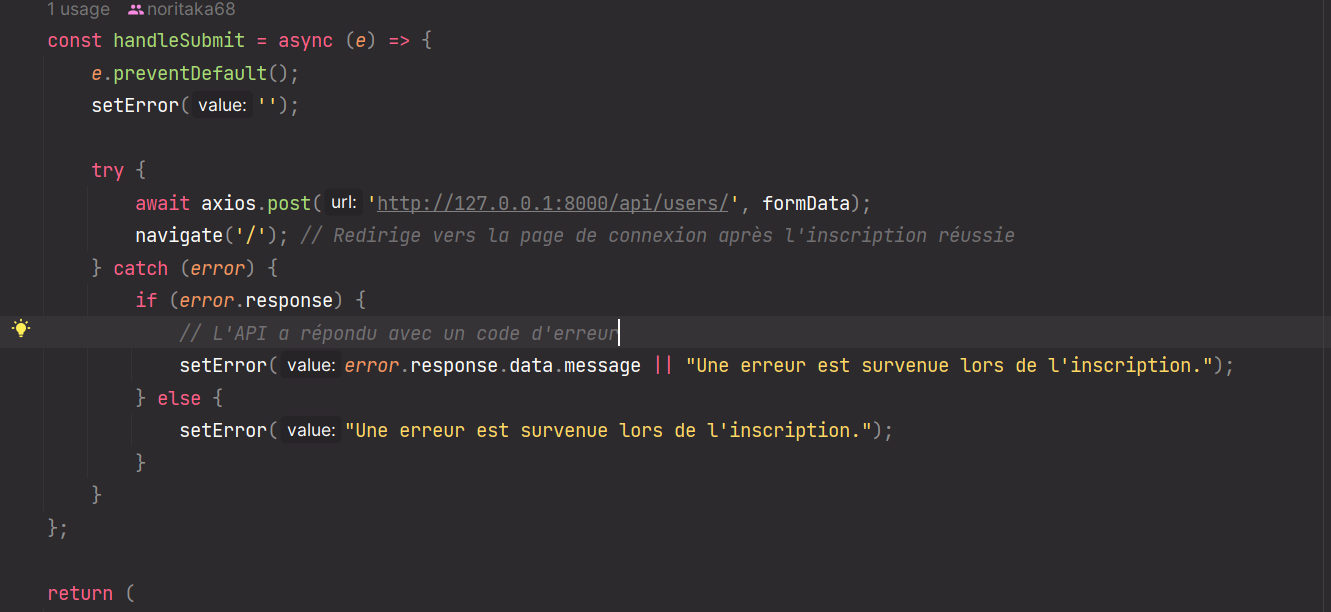 1 usage noritaka68
const handleSubmit = async (e) => {
e.preventDefault();
setError( value: '');
try {
await axios.post( url: 'http://127.0.0.1:8000/api/users/', formData);
navigate('/'); // Redirige vers la page de connexion après l'inscription réussie
} catch (error) {
if (error.response) {
// L'API a répondu avec un code d'erreur
setError( value: error.response.data.message || "Une erreur est survenue lors de l'inscription.");
} else {
setError( value: "Une erreur est survenue lors de l'inscription.");
}
}
};
return (